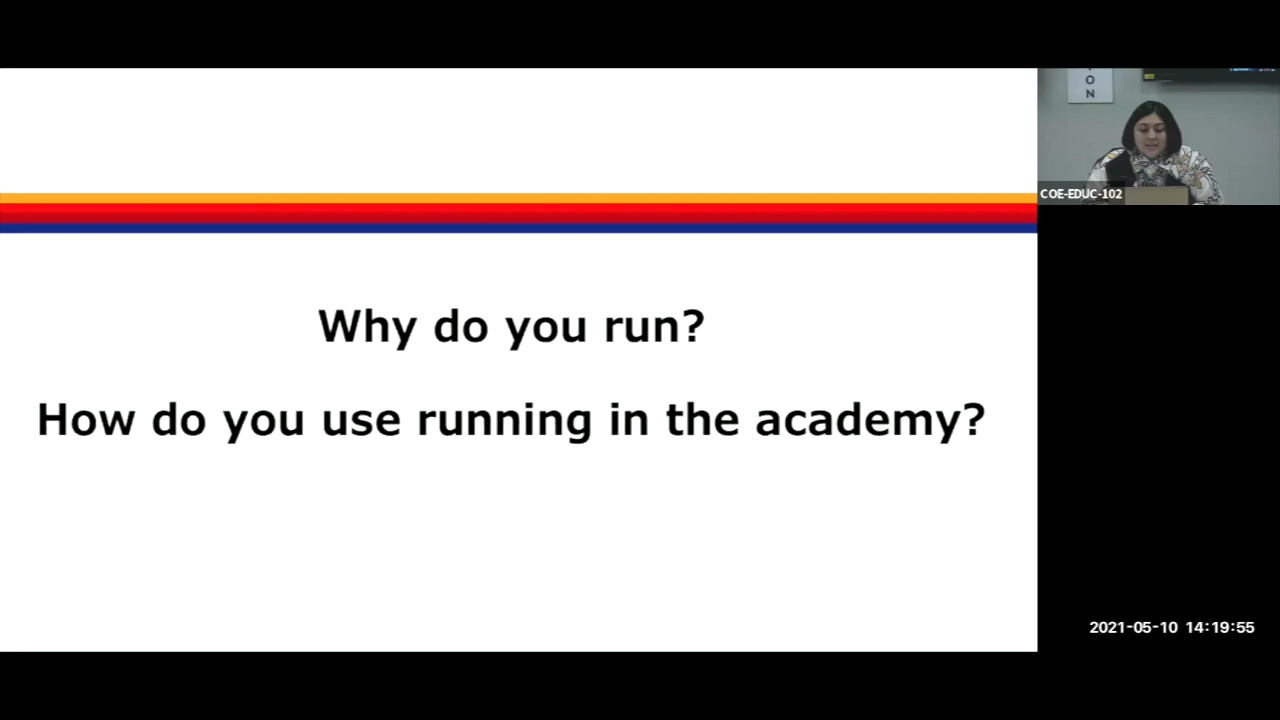 Why do you run?
How do you use running in the academy?
O
N
COE-EDUC-102
2021-05-10 14:19:55